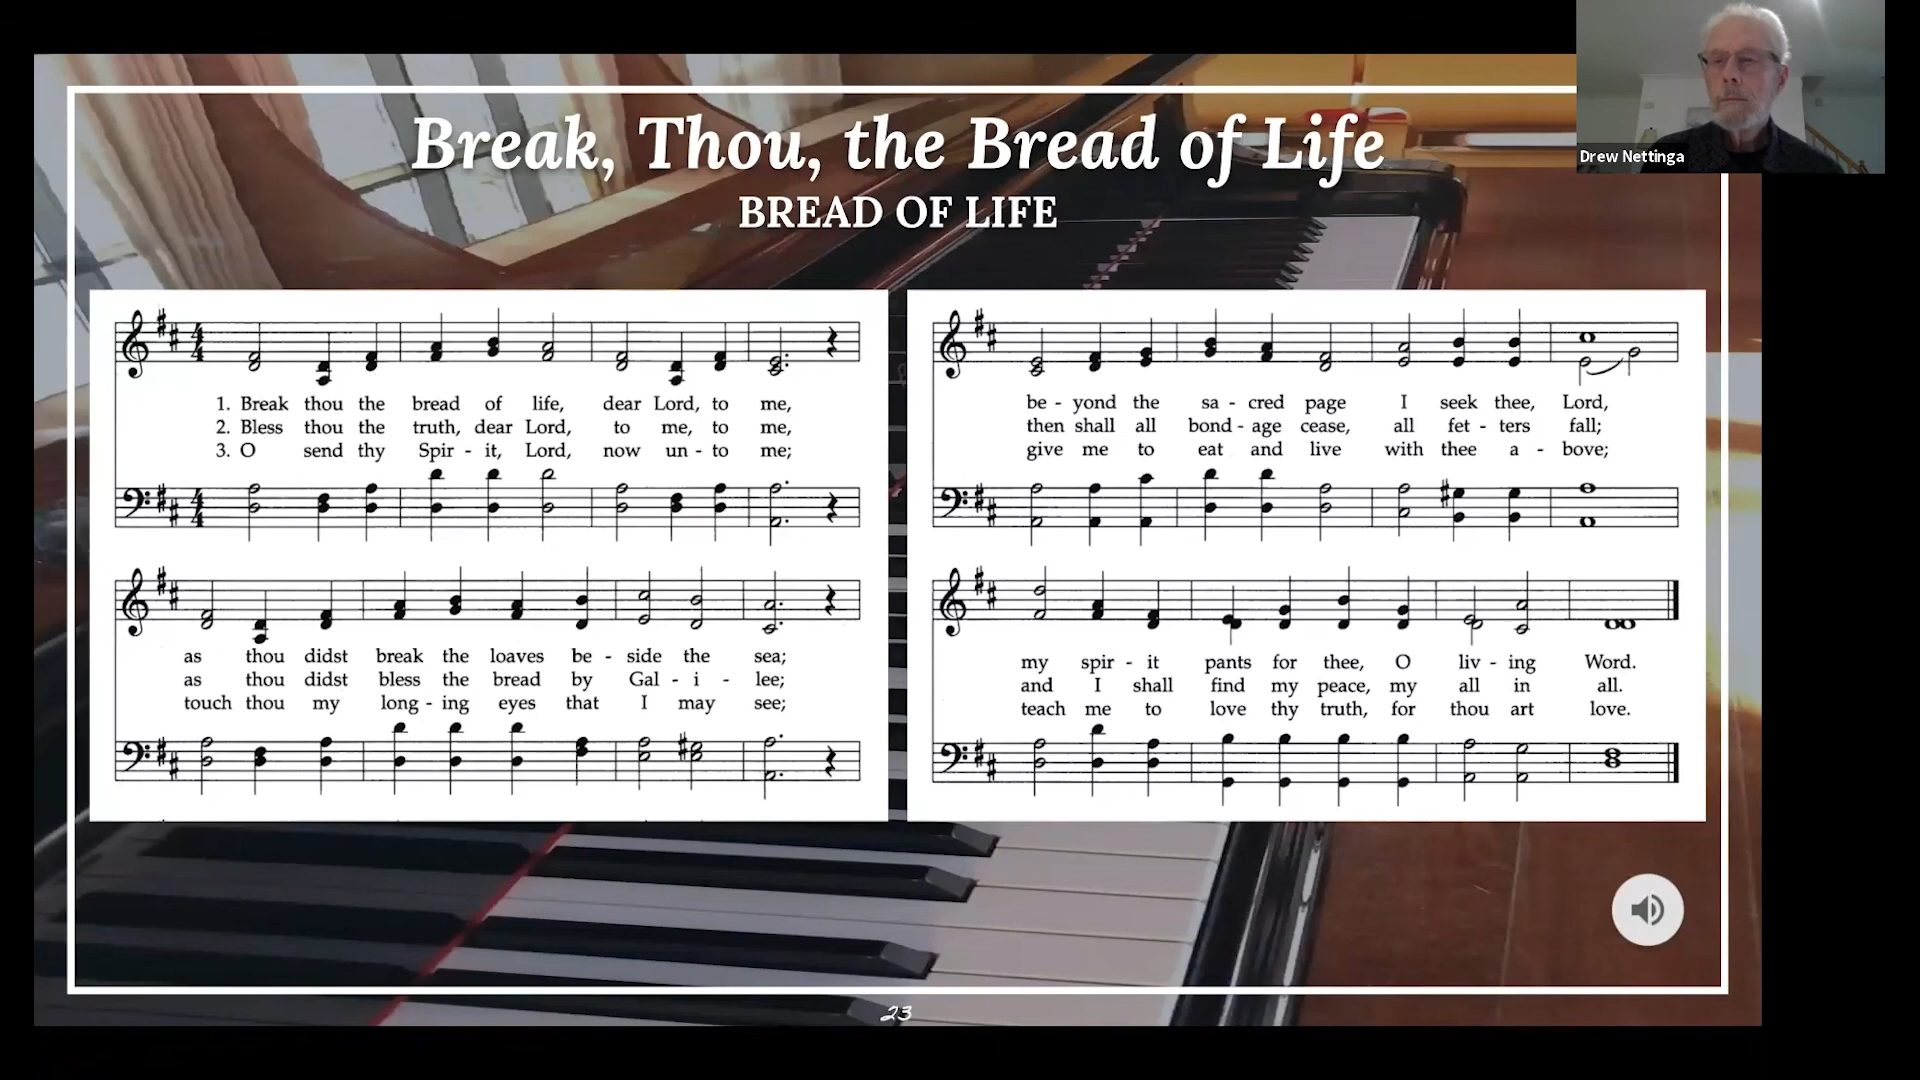 Break, Thou, the Bread of Life
BREAD OF LIFE
Drew Nettinga
1. Break thou the bread of life, dear Lord, to me,
2. Bless thou the truth, dear Lord, to me, to me,
3. O send thy Spir - it, Lord, now un - to me;
as thou didst break the loaves be - side the sea;
as thou didst bless the bread by Gal - i - lee;
touch thou my long - ing eyes that I may see;
be - yond the sa - cred page I seek thee, Lord,
then shall all bond - age cease, all fet - ters fall;
give me to eat and live with thee a - bove;
my spir - it pants for thee, O liv - ing Word.
and I shall find my peace, my all in all.
teach me to love thy truth, for thou art love.
23